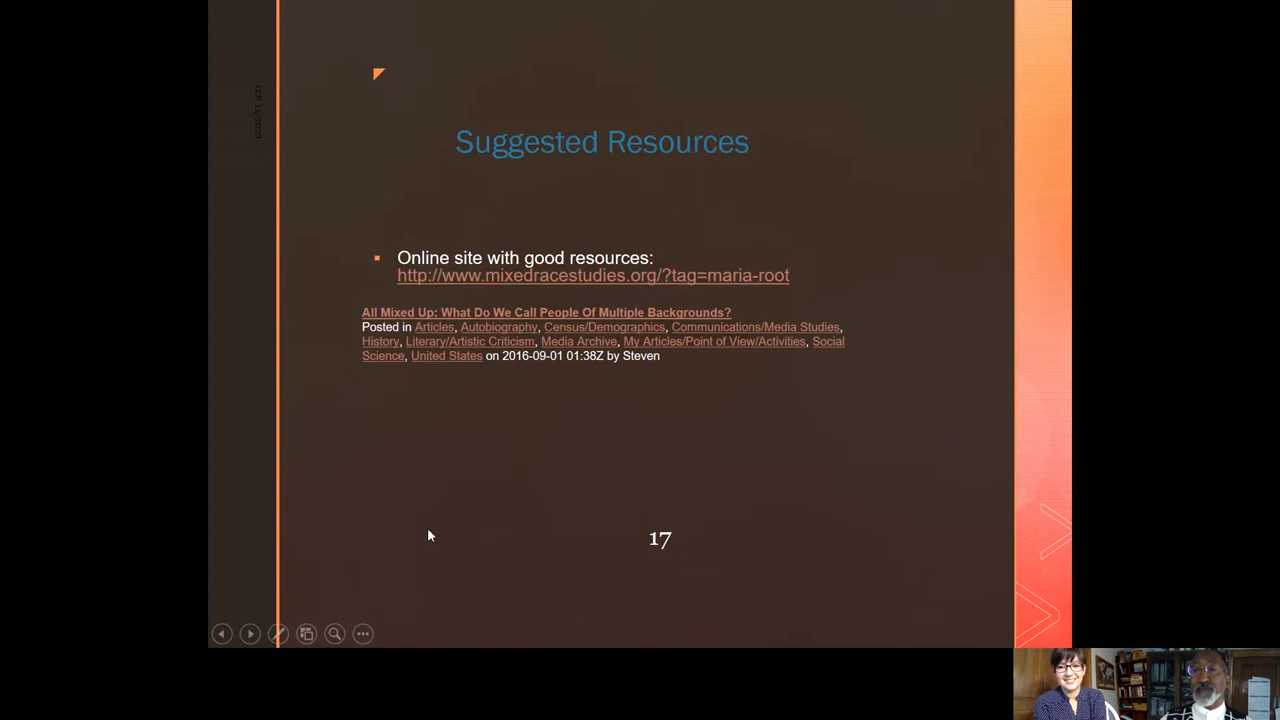 Suggested Resources
Online site with good resources:
http://www.mixedracestudies.org/?tag=maria-root
All Mixed Up: What Do We Call People Of Multiple Backgrounds?
Posted in Articles, Autobiography, Census/Demographics, Communications/Media Studies,
History, Literary/Artistic Criticism, Media Archive, My Articles/Point of View/Activities, Social
Science, United States on 2016-09-01 01:38Z by Steven
17